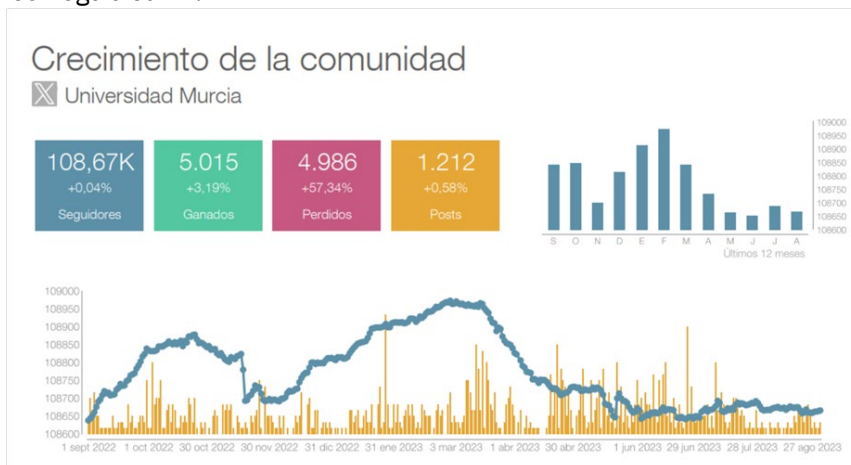 Crecimiento de la comunidad
X Universidad Murcia
108,67K
+0,04%
Seguidores
5.015
+3,19%
Ganados
4.986
+57,34%
Perdidos
1.212
+0,58%
Posts
109000
108950
108900
108850
108800
108750
108700
108650
108600
S O N D E F M A M J J A
Últimos 12 meses
109000
108950
108900
108850
108800
108750
108700
108650
108600
1 sept 2022 1 oct 2022 30 oct 2022 30 nov 2022 31 dic 2022 31 ene 2023 3 mar 2023 1 abr 2023 30 abr 2023 1 jun 2023 29 jun 2023 28 jul 2023 27 ago 2023